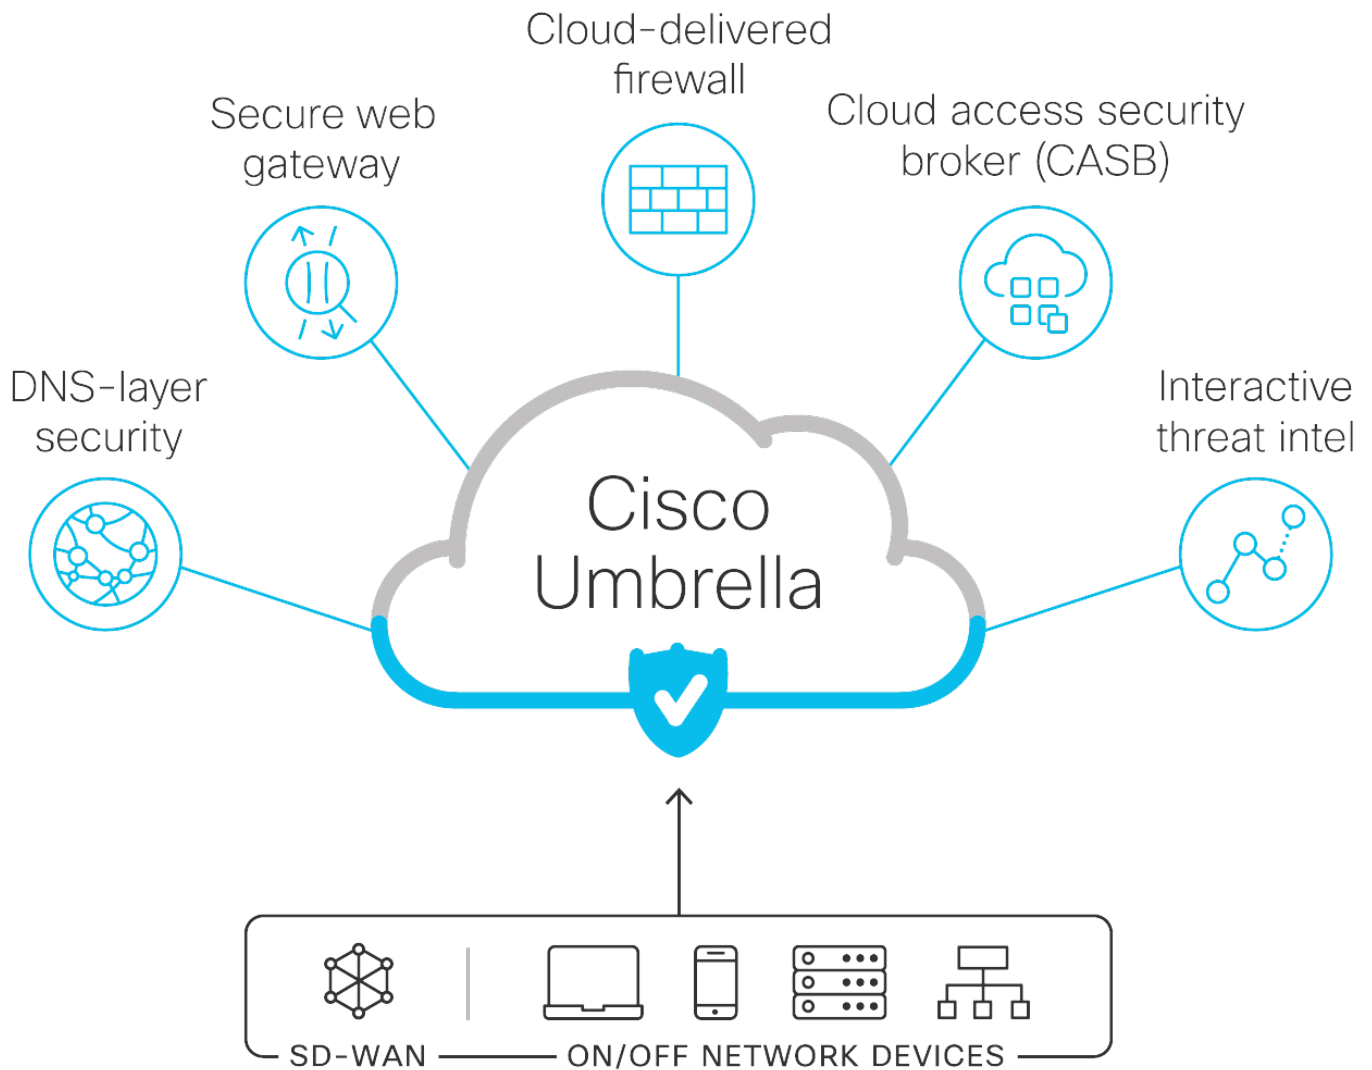 Cloud-delivered
firewall
Secure web
gateway
Cloud access security
broker (CASB)
DNS-layer
security
Interactive
threat intel
Cisco
Umbrella
SD-WAN
ON/OFF NETWORK DEVICES